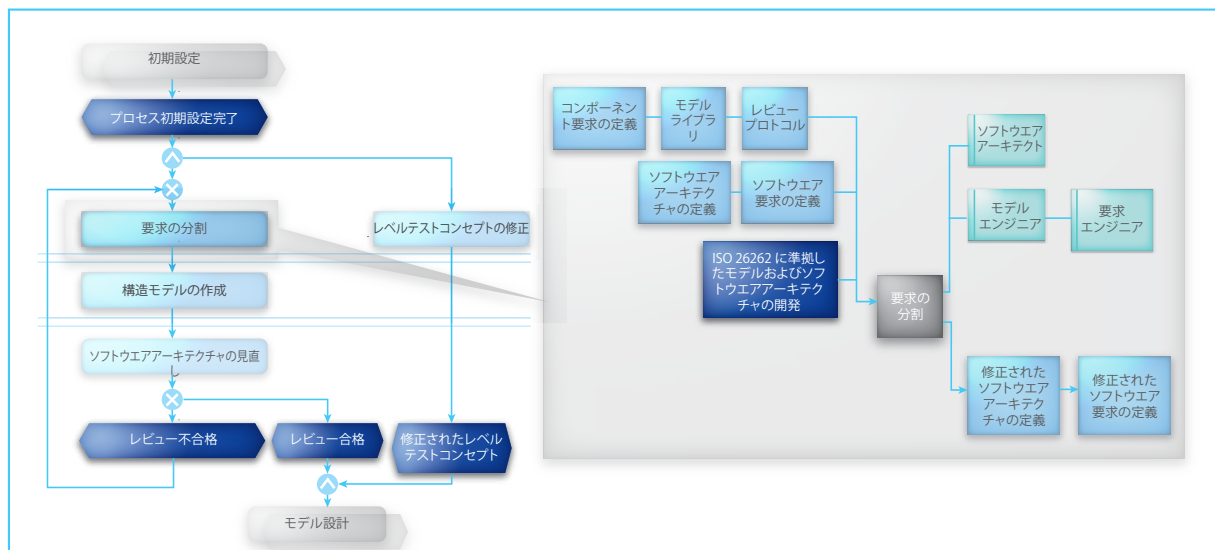 初期設定
プロセス初期設定完了
要求の分割
レベルテストコンセプトの修正
構造モデルの作成
ソフトウエアアーキテクチャの見直
し
レビュー不合格
レビュー合格
修正されたレベル
テストコンセプト
モデル設計
コンポーネン
ト要求の定義
モデル
ライブラ
リ
レビュー
プロトコル
ソフトウエア
アーキテク
チャの定義
ソフトウエア
要求の定義
ISO 26262 に準拠し
たモデルおよびソフ
トウエアアーキテク
チャの開発
要求の
分割
ソフトウエア
アーキテクト
モデル
エンジニア
要求
エンジニア
修正された
ソフトウエア
アーキテク
チャの定義
修正された
ソフトウエア
要求の定義